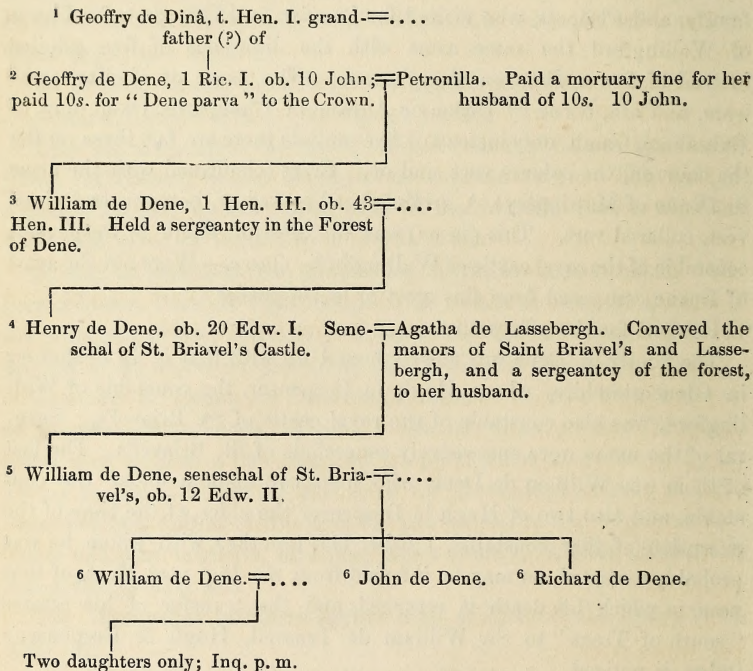 ¹ Geoffry de Dinâ, t. Hen. I. grand-=....
father (?) of
² Geoffry de Dene, 1 Ric. I. ob. 10 John;=Petronilla. Paid a mortuary fine for her
paid 10s. for “ Dene parva ” to the Crown. husband of 10s. 10 John.
³ William de Dene, 1 Hen. III. ob. 43=....
Hen. III. Held a sergeantcy in the Forest
of Dene.
⁴ Henry de Dene, ob. 20 Edw. I. Sene-=Agatha de Lassebergh. Conveyed the
schal of St. Briavel's Castle. manors of Saint Briavel's and Lasse-
bergh, and a sergeantcy of the forest,
to her husband.
⁵ William de Dene, seneschal of St. Bria-=....
vel's, ob. 12 Edw. II.
⁶ William de Dene.=.... ⁶ John de Dene. ⁶ Richard de Dene.
Two daughters only; Inq. p. m.